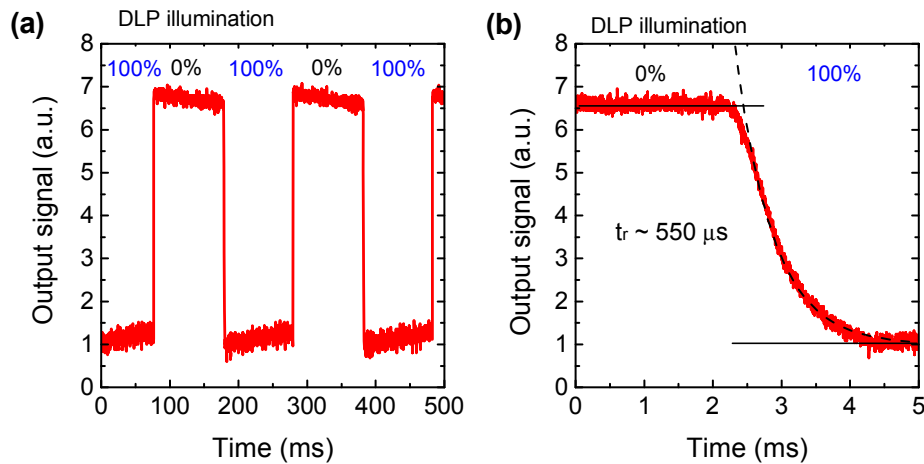 (a)
DLP illumination
100%
0%
100%
0%
100%
8
7
6
5
4
3
2
1
0
Output signal (a.u.)
0 100 200 300 400 500
Time (ms)
(b)
DLP illumination
0%
100%
8
7
6
5
4
3
2
1
0
Output signal (a.u.)
tr ~ 550 μs
0 1 2 3 4 5
Time (ms)